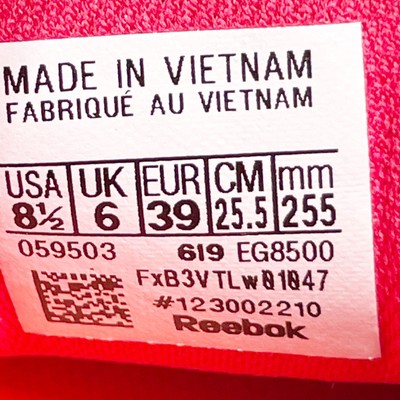 MADE IN VIETNAM
FABRIQUÉ AU VIETNAM
USA UK EUR CM mm
8½ 6 39 25.5 255
059503 619 EG8500
FxB3VTLw01047
#123002210
Reebok